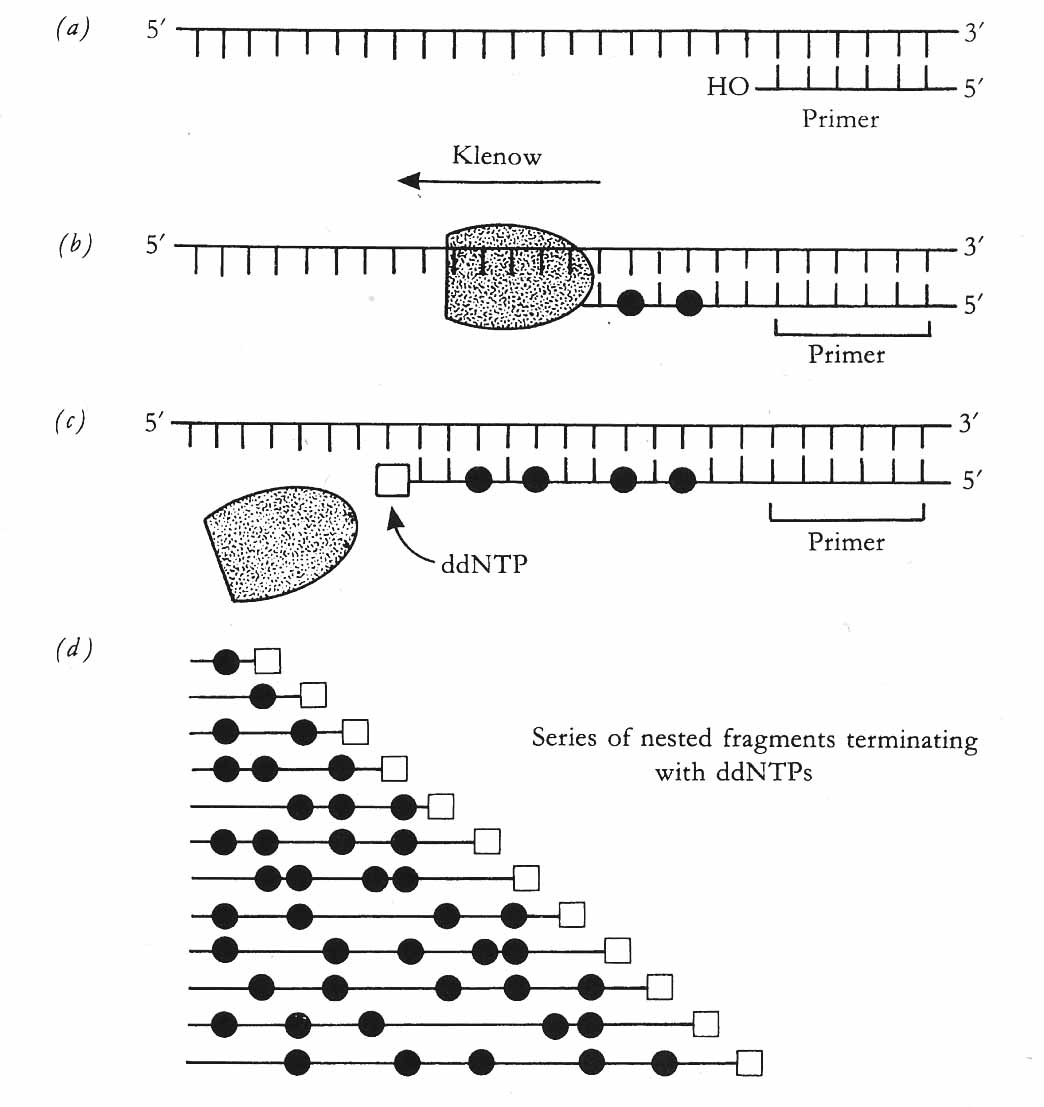 (a) 5′ 3′
HO 5′
Primer
Klenow
(b) 5′ 3′
5′
Primer
(c) 5′ 3′
5′
Primer
ddNTP
(d)
Series of nested fragments terminating
with ddNTPs